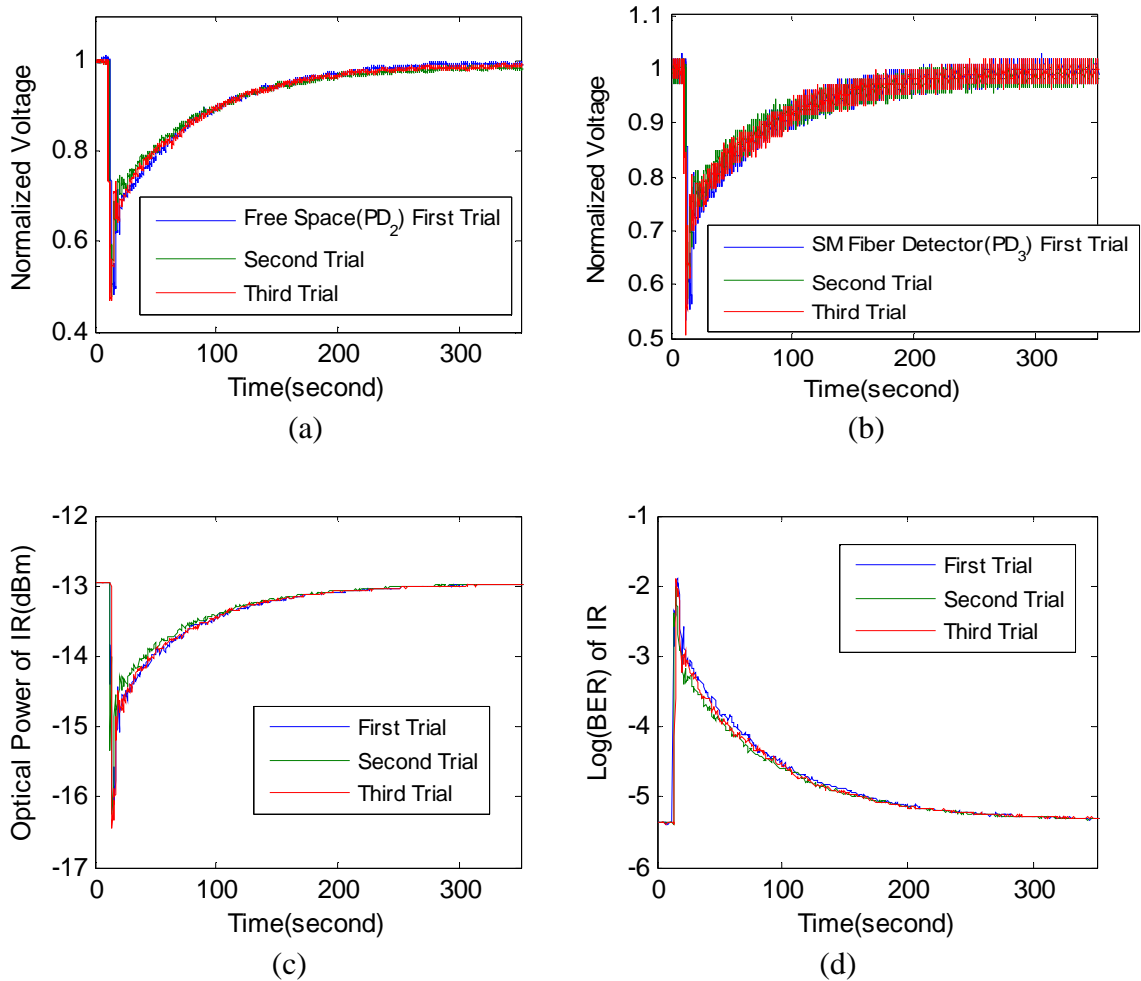 1
0.8
0.6
0.4
Normalized Voltage
Free Space(PD2) First Trial
Second Trial
Third Trial
0 100 200 300
Time(second)
(a)
1.1
1
0.9
0.8
0.7
0.6
0.5
Normalized Voltage
SM Fiber Detector(PD3) First Trial
Second Trial
Third Trial
0 100 200 300
Time(second)
(b)
-12
-13
-14
-15
-16
-17
Optical Power of IR(dBm)
First Trial
Second Trial
Third Trial
0 100 200 300
Time(second)
(c)
-1
-2
-3
-4
-5
-6
Log(BER) of IR
First Trial
Second Trial
Third Trial
0 100 200 300
Time(second)
(d)